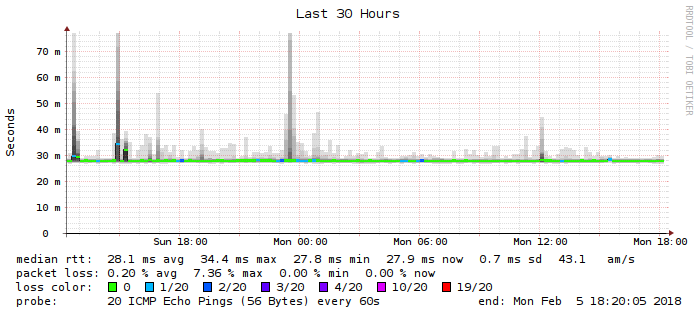 Last 30 Hours
RRDTOOL / TOBI OETIKER
Seconds
70 m
60 m
50 m
40 m
30 m
20 m
10 m
0
Sun 18:00 Mon 00:00 Mon 06:00 Mon 12:00 Mon 18:00
median rtt: 28.1 ms avg 34.4 ms max 27.8 ms min 27.9 ms now 0.7 ms sd 43.1 am/s
packet loss: 0.20 % avg 7.36 % max 0.00 % min 0.00 % now
loss color: 0 1/20 2/20 3/20 4/20 10/20 19/20
probe: 20 ICMP Echo Pings (56 Bytes) every 60s end: Mon Feb 5 18:20:05 2018